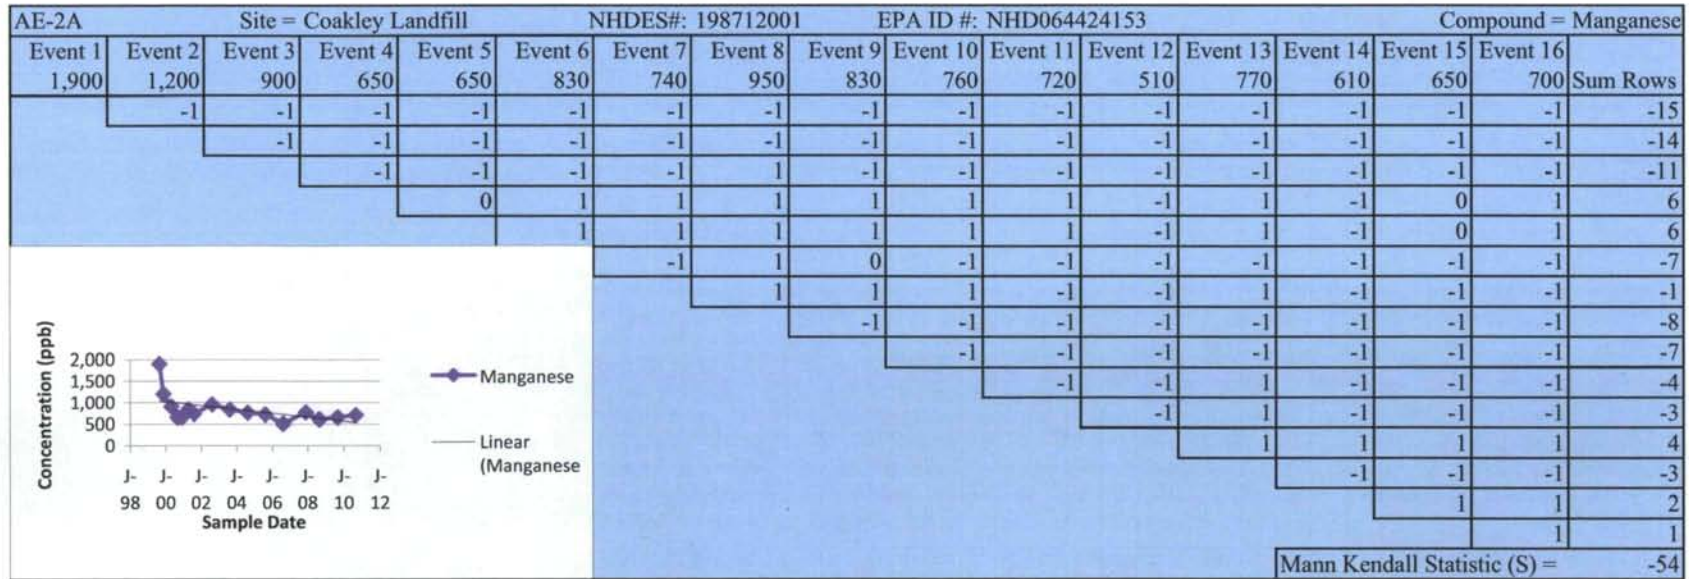 AE-2A Site = Coakley Landfill NHDES#: 198712001 EPA ID #: NHD064424153 Compound = Manganese
Event 1 Event 2 Event 3 Event 4 Event 5 Event 6 Event 7 Event 8 Event 9 Event 10 Event 11 Event 12 Event 13 Event 14 Event 15 Event 16
1,900 1,200 900 650 650 830 740 950 830 760 720 510 770 610 650 700 Sum Rows
-1 -1 -1 -1 -1 -1 -1 -1 -1 -1 -1 -1 -1 -1 -1 -15
-1 -1 -1 -1 -1 -1 -1 -1 -1 -1 -1 -1 -1 -1 -14
-1 -1 -1 -1 1 -1 -1 -1 -1 -1 -1 -1 -1 -11
0 1 1 1 1 1 1 -1 1 -1 0 1 6
1 1 1 1 1 1 -1 1 -1 0 1 6
-1 1 0 -1 -1 -1 -1 -1 -1 -1 -7
1 1 1 -1 -1 1 -1 -1 -1 -1
-1 -1 -1 -1 -1 -1 -1 -1 -8
-1 -1 -1 -1 -1 -1 -1 -7
-1 -1 1 -1 -1 -1 -4
-1 1 -1 -1 -1 -3
1 1 1 1 4
-1 -1 -1 -3
1 1 2
1 1
Mann Kendall Statistic (S) = -54
Concentration (ppb)
2,000
1,500
1,000
500
0
J- J- J- J- J- J- J- J-
98 00 02 04 06 08 10 12
Sample Date
Manganese
Linear
(Manganese